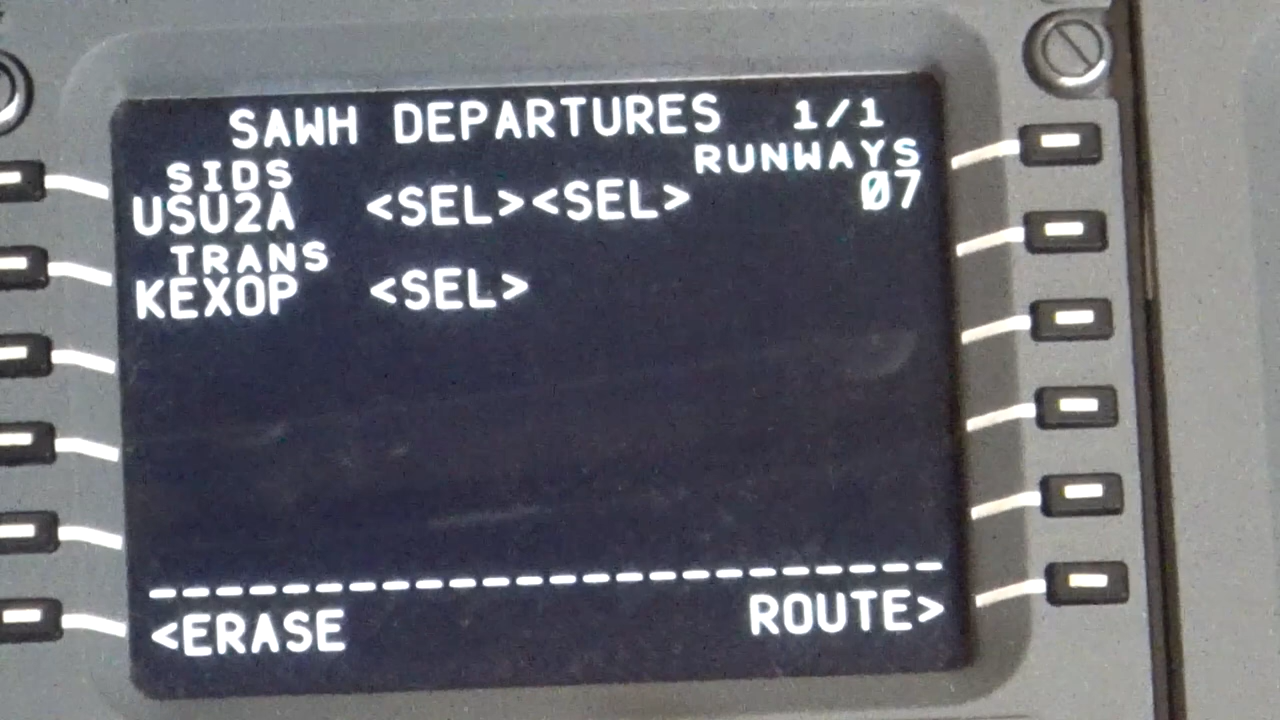 SAWH DEPARTURES 1/1
SIDS RUNWAYS
USU2A <SEL><SEL> 07
TRANS
KEXOP <SEL>
--------------------------
<ERASE ROUTE>